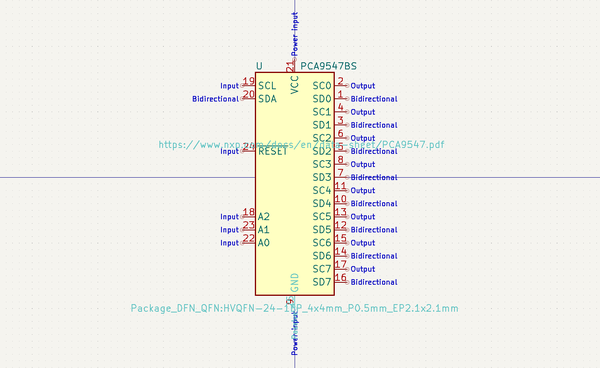 Power input
21
VCC
U PCA9547BS
Input 19 SCL SC0 2 Output
Bidirectional 20 SDA SD0 1 Bidirectional
SC1 4 Output
SD1 3 Bidirectional
SC2 6 Output
https://www.nxp.com/docs/en/data-sheet/PCA9547.pdf
Input 24 RESET SD2 5 Bidirectional
SC3 8 Output
SD3 7 Bidirectional
SC4 11 Output
SD4 10 Bidirectional
Input 18 A2 SC5 13 Output
Input 23 A1 SD5 12 Bidirectional
Input 22 A0 SC6 15 Output
SD6 14 Bidirectional
SC7 17 Output
SD7 16 Bidirectional
GND
9
Package_DFN_QFN:HVQFN-24-1EP_4x4mm_P0.5mm_EP2.1x2.1mm
Power input